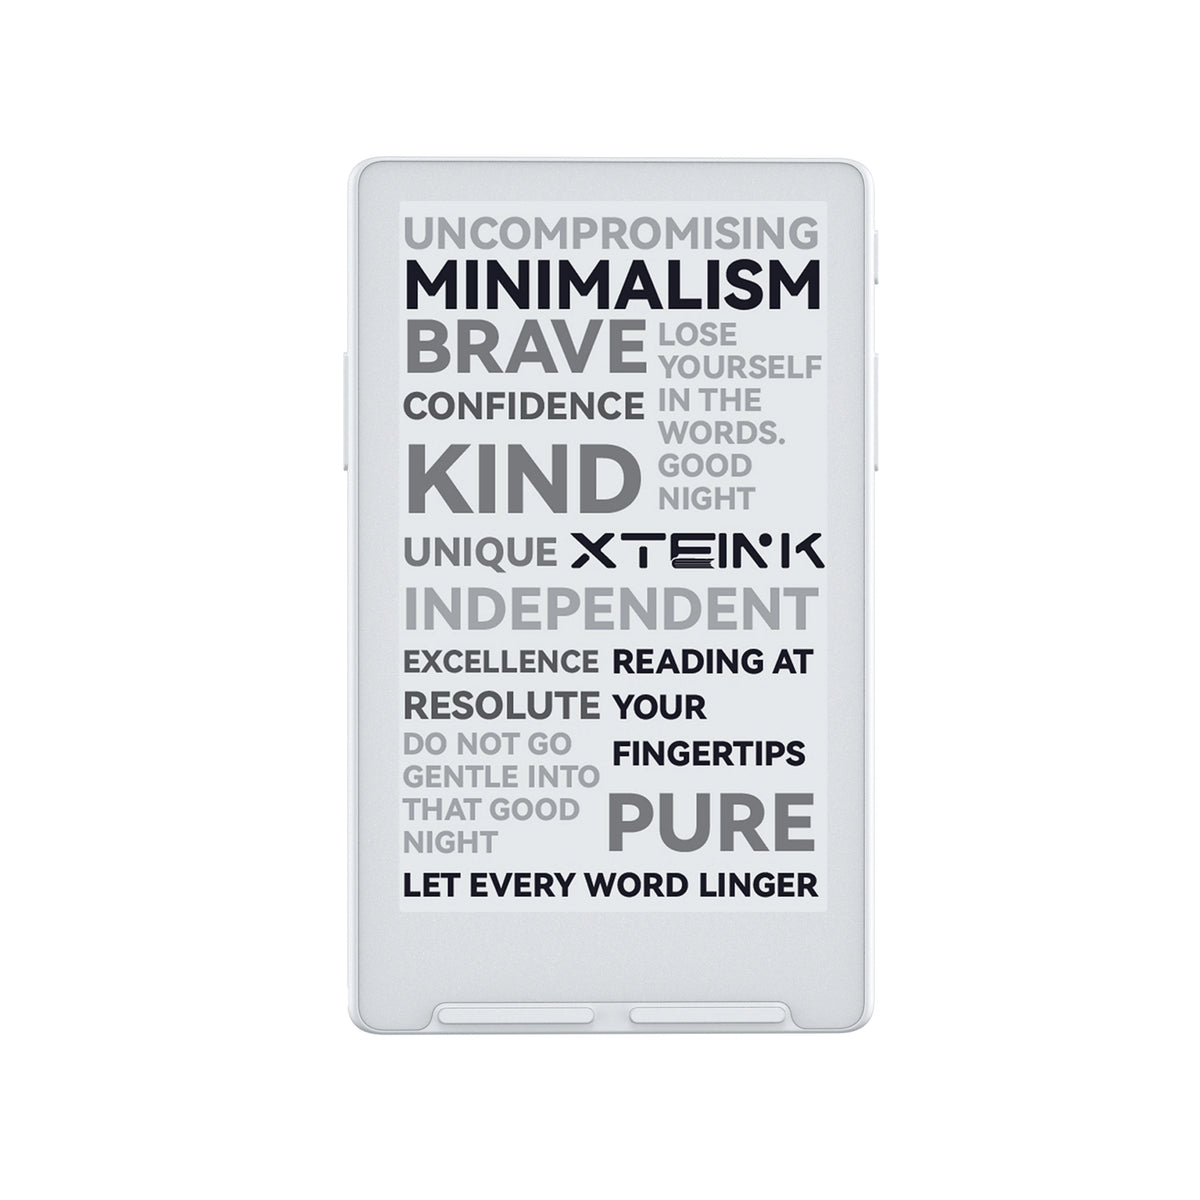 UNCOMPROMISING
MINIMALISM
BRAVE
CONFIDENCE
KIND
LOSE
YOURSELF
IN THE
WORDS.
GOOD
NIGHT
UNIQUE
XTEINK
INDEPENDENT
EXCELLENCE
RESOLUTE
DO NOT GO
GENTLE INTO
THAT GOOD
NIGHT
READING AT
YOUR
FINGERTIPS
PURE
LET EVERY WORD LINGER